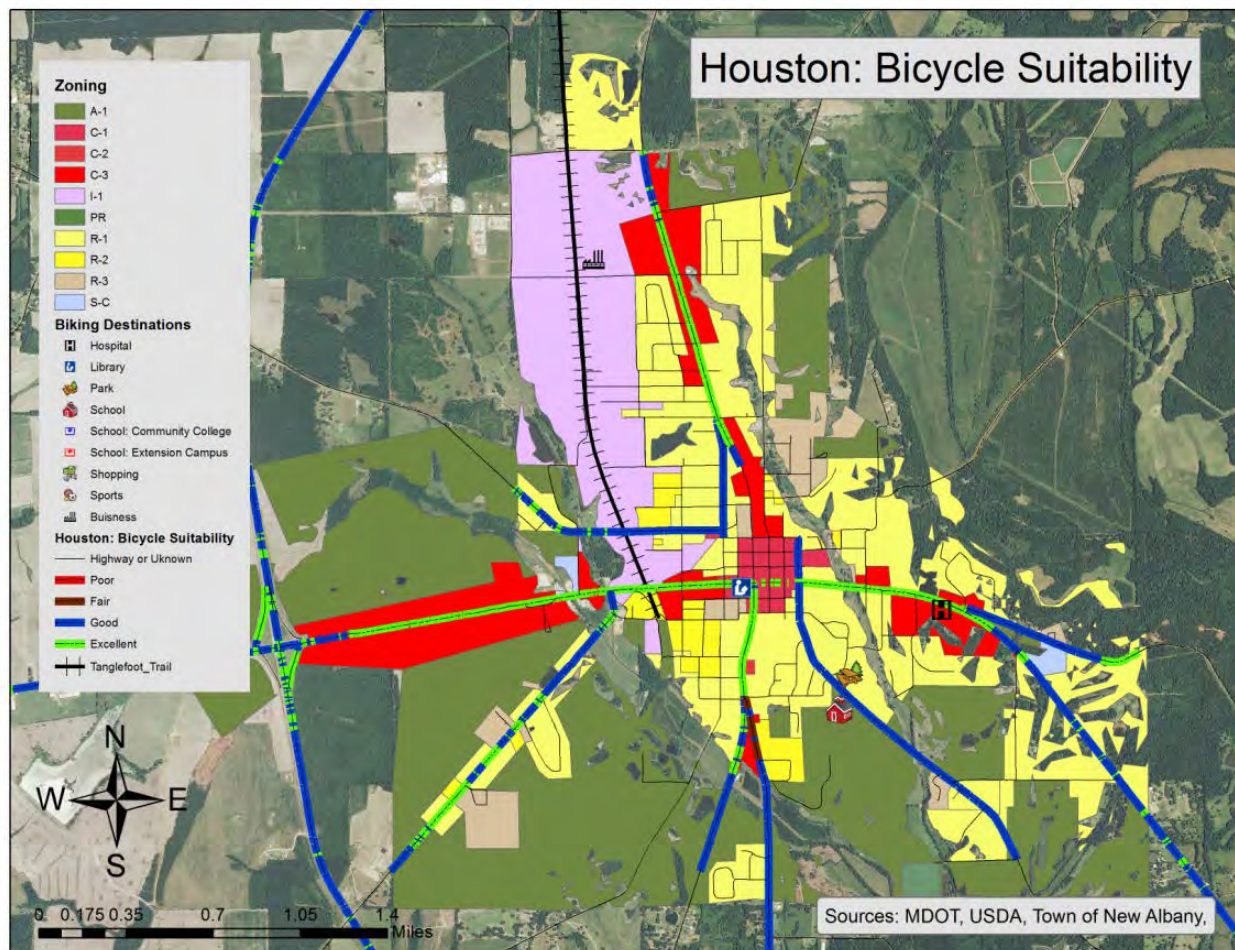 Houston: Bicycle Suitability
Zoning
A-1
C-1
C-2
C-3
I-1
PR
R-1
R-2
R-3
S-C
Biking Destinations
H Hospital
Library
Park
School
School: Community College
School: Extension Campus
Shopping
Sports
Buisness
Houston: Bicycle Suitability
Highway or Uknown
Poor
Fair
Good
Excellent
Tanglefoot_Trail
H
N
W E
S
0 0.175 0.35 0.7 1.05 1.4
Miles
Sources: MDOT, USDA, Town of New Albany,